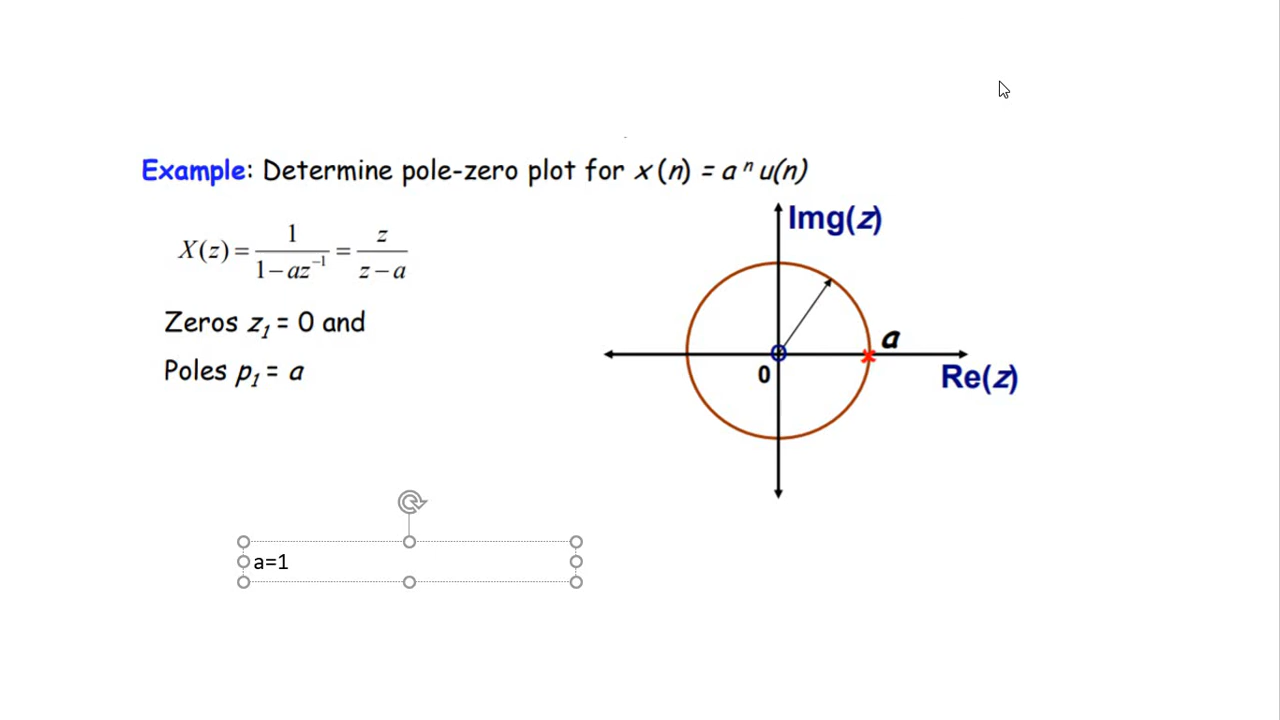 Example: Determine pole-zero plot for x(n) = aⁿ u(n)
Img(z)
X(z) = 1/(1 − az⁻¹) = z/(z − a)
Zeros z₁ = 0 and
a
0
Re(z)
Poles p₁ = a
a=1